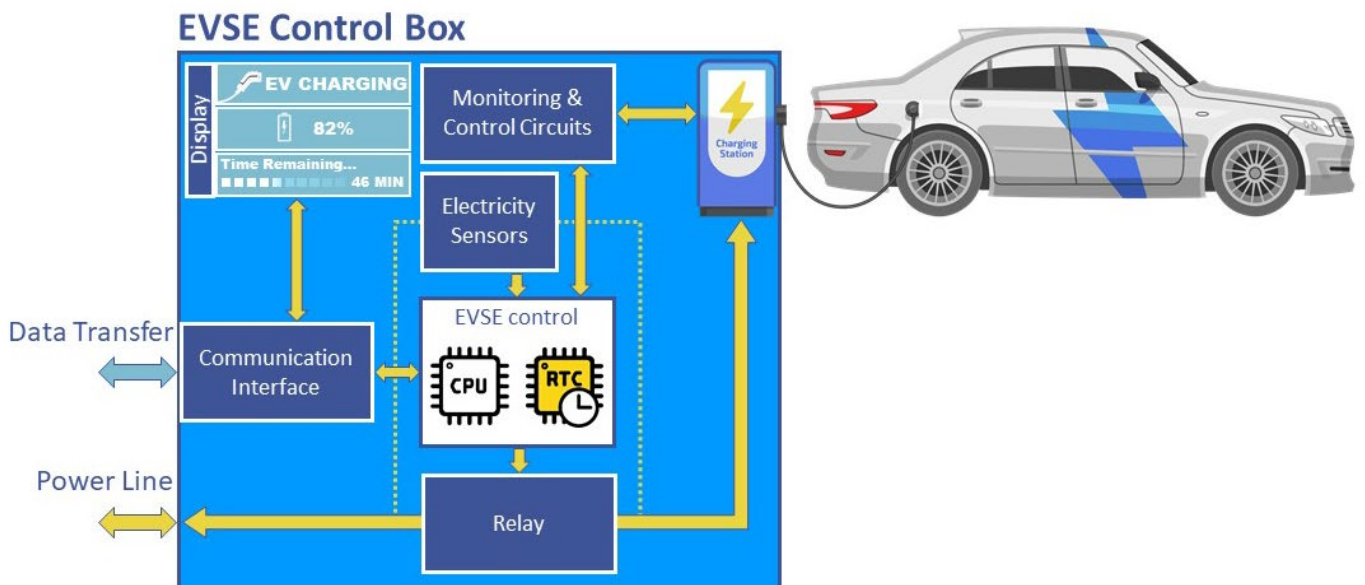 EVSE Control Box
Display
EV CHARGING
82%
Time Remaining...
46 MIN
Monitoring &
Control Circuits
Charging
Station
Electricity
Sensors
EVSE control
CPU
RTC
Data Transfer
Communication
Interface
Power Line
Relay